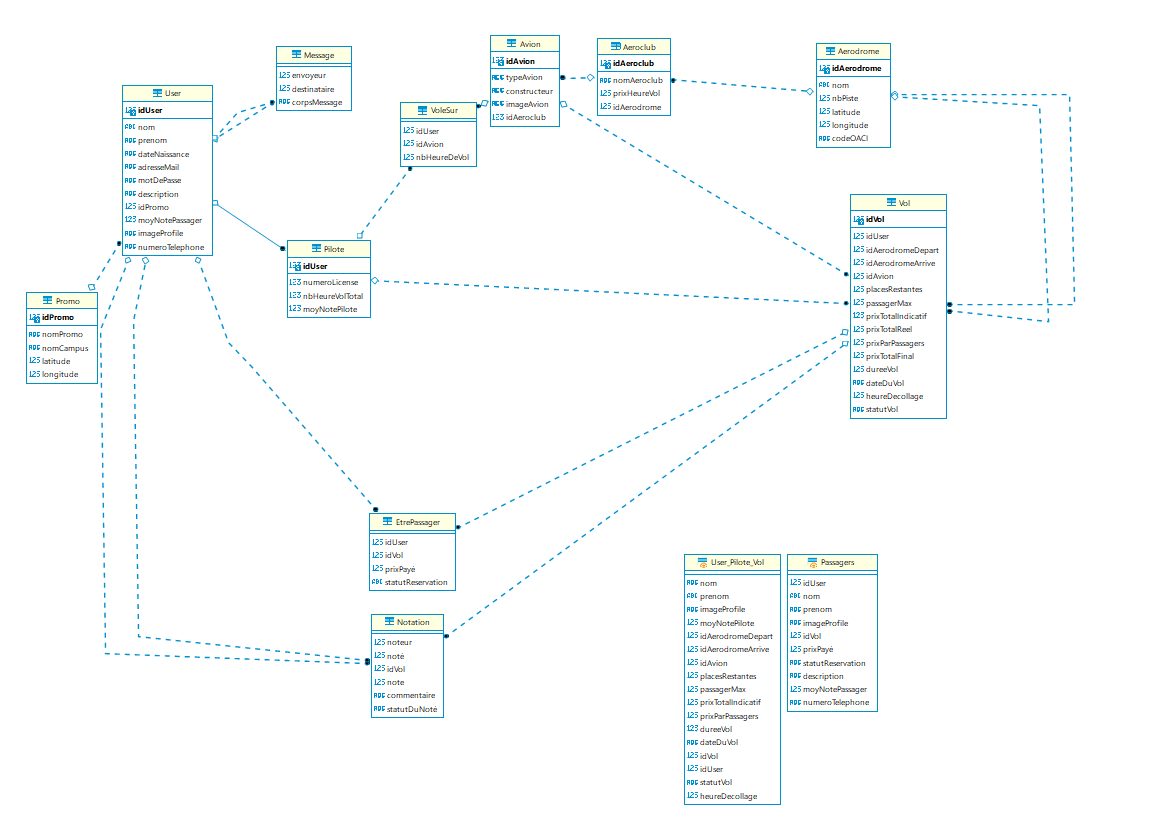 User
idUser
nom
prenom
dateNaissance
adresseMail
motDePasse
description
idPromo
moyNotePassager
imageProfile
numeroTelephone
Message
envoyeur
destinataire
corpsMessage
VoleSur
idUser
idAvion
nbHeureDeVol
Avion
idAvion
typeAvion
constructeur
imageAvion
idAeroclub
Aeroclub
idAeroclub
nomAeroclub
prixHeureVol
idAerodrome
Aerodrome
idAerodrome
nom
nbPiste
latitude
longitude
codeOACI
Pilote
idUser
numeroLicense
nbHeureVolTotal
moyNotePilote
Promo
idPromo
nomPromo
nomCampus
latitude
longitude
Vol
idVol
idUser
idAerodromeDepart
idAerodromeArrive
idAvion
placesRestantes
passagerMax
prixTotalIndicatif
prixTotalReel
prixParPassagers
prixTotalFinal
dureeVol
dateDuVol
heureDecollage
statutVol
EtrePassager
idUser
idVol
prixPayé
statutReservation
Notation
noteur
noté
idVol
note
commentaire
statutDuNoté
User_Pilote_Vol
nom
prenom
imageProfile
moyNotePilote
idAerodromeDepart
idAerodromeArrive
idAvion
placesRestantes
passagerMax
prixTotalIndicatif
prixParPassagers
dureeVol
dateDuVol
idVol
idUser
statutVol
heureDecollage
Passagers
idUser
nom
prenom
imageProfile
idVol
prixPayé
statutReservation
description
moyNotePassager
numeroTelephone